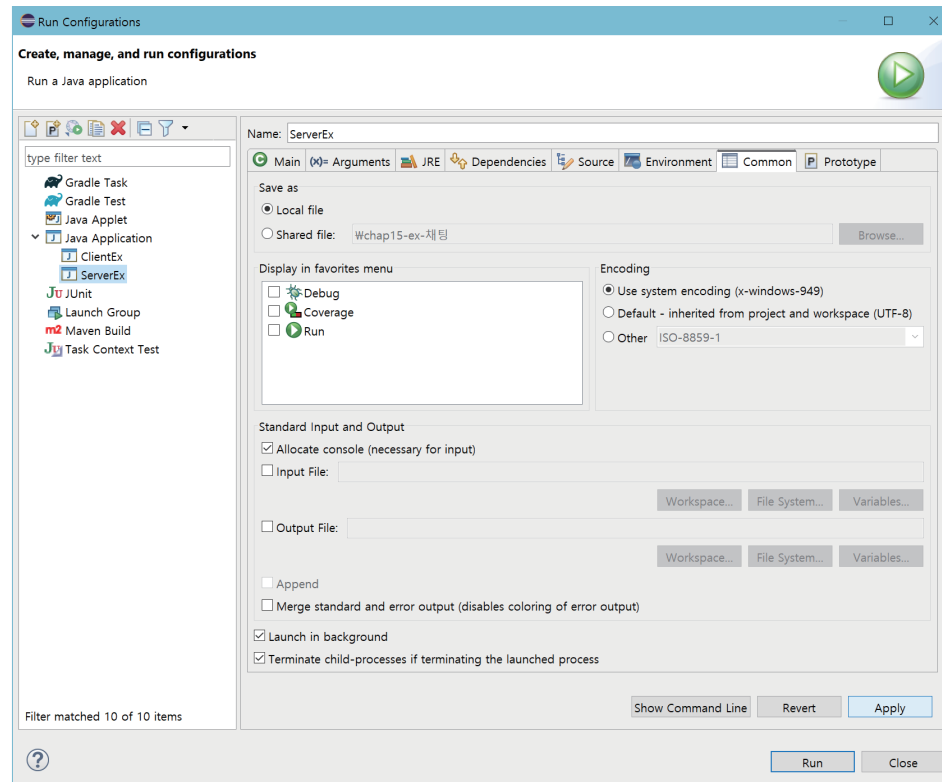 Run Configurations
Create, manage, and run configurations
Run a Java application
type filter text
Gradle Task
Gradle Test
Java Applet
Java Application
ClientEx
ServerEx
JUnit
Launch Group
m2 Maven Build
Task Context Test
Filter matched 10 of 10 items
Name: ServerEx
Main (x)= Arguments JRE Dependencies Source Environment Common Prototype
Save as
Local file
Shared file: ₩chap15-ex-채팅 Browse...
Display in favorites menu
Debug
Coverage
Run
Encoding
Use system encoding (x-windows-949)
Default - inherited from project and workspace (UTF-8)
Other ISO-8859-1
Standard Input and Output
Allocate console (necessary for input)
Input File:
Workspace... File System... Variables...
Output File:
Workspace... File System... Variables...
Append
Merge standard and error output (disables coloring of error output)
Launch in background
Terminate child-processes if terminating the launched process
Show Command Line Revert Apply
Run Close